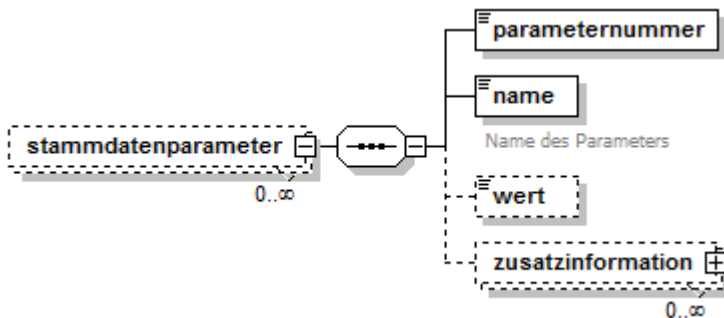 parameternummer
name
Name des Parameters
stammdatenparameter
0..∞
wert
zusatzinformation
0..∞